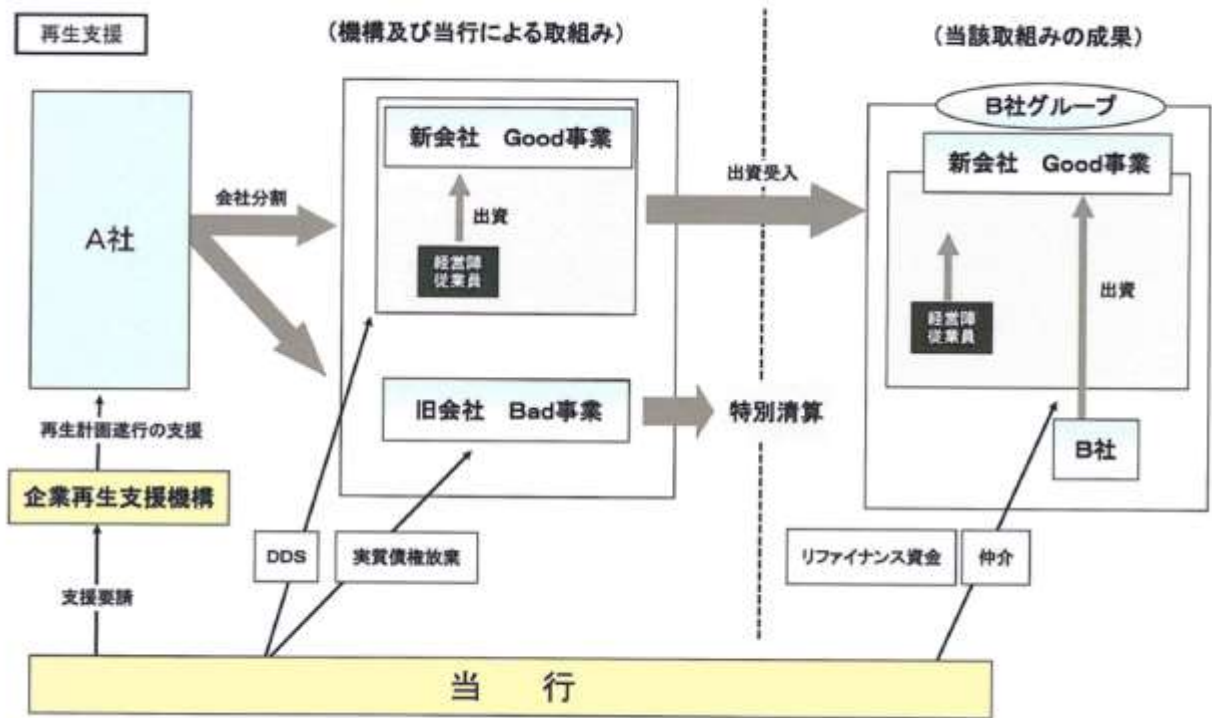 再生支援
(機構及び当行による取組み)
(当該取組みの成果)
A社
会社分割
新会社 Good事業
出資
経営陣
従業員
旧会社 Bad事業
出資受入
特別清算
B社グループ
新会社 Good事業
出資
経営陣
従業員
B社
再生計画遂行の支援
企業再生支援機構
支援要請
DDS
実質債権放棄
リファイナンス資金
仲介
当 行